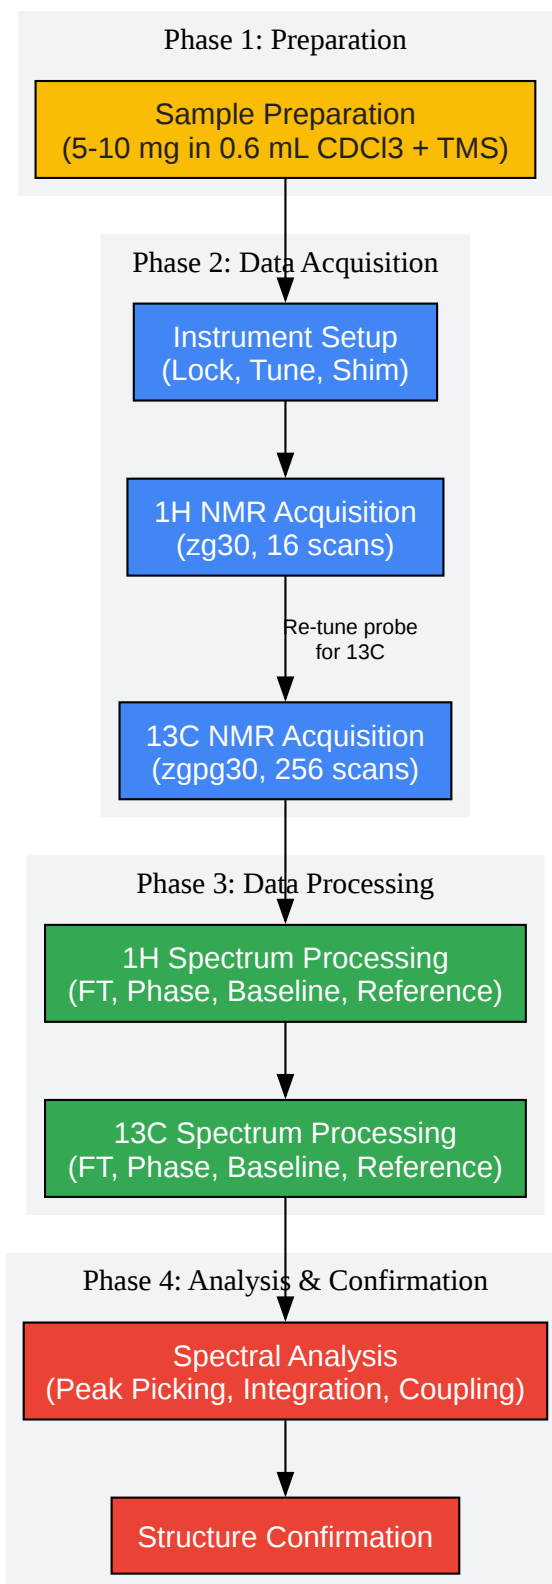 Phase 1: Preparation
Sample Preparation
(5-10 mg in 0.6 mL CDCl3 + TMS)
Phase 2: Data Acquisition
Instrument Setup
(Lock, Tune, Shim)
1H NMR Acquisition
(zg30, 16 scans)
Re-tune probe
for 13C
13C NMR Acquisition
(zgpg30, 256 scans)
Phase 3: Data Processing
1H Spectrum Processing
(FT, Phase, Baseline, Reference)
13C Spectrum Processing
(FT, Phase, Baseline, Reference)
Phase 4: Analysis & Confirmation
Spectral Analysis
(Peak Picking, Integration, Coupling)
Structure Confirmation